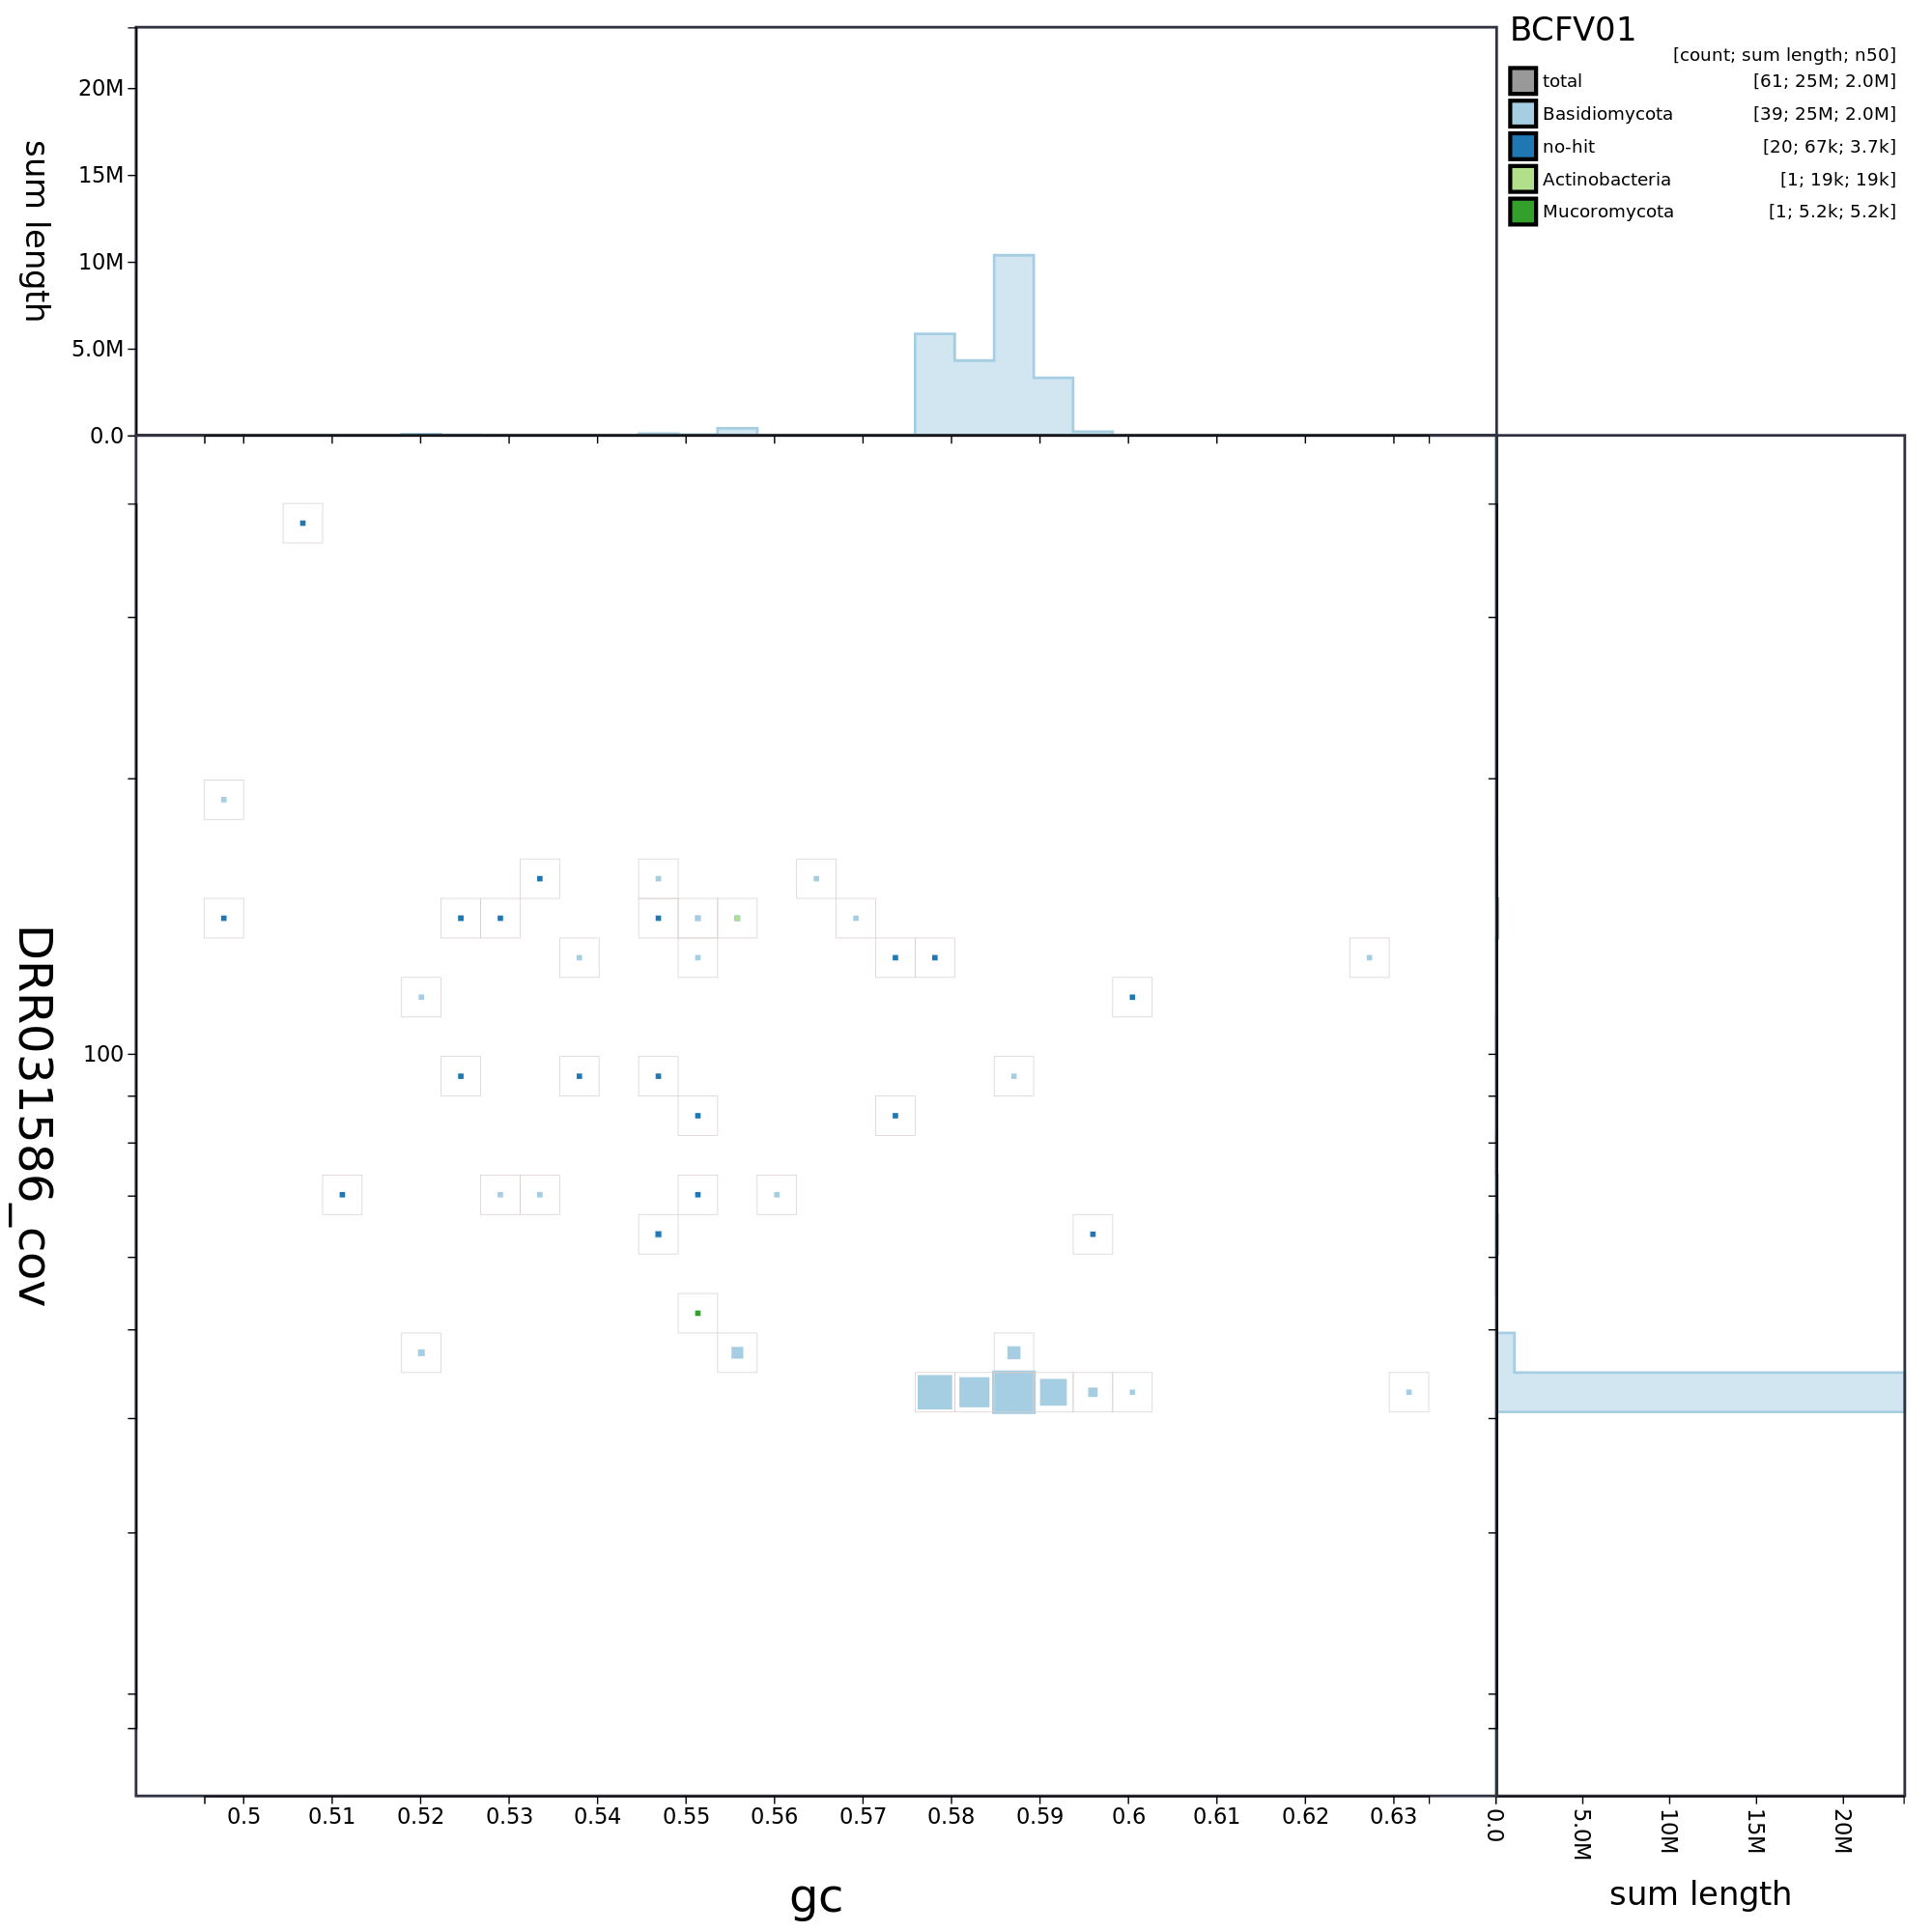 BCFV01
[count; sum length; n50]
total [61; 25M; 2.0M]
Basidiomycota [39; 25M; 2.0M]
no-hit [20; 67k; 3.7k]
Actinobacteria [1; 19k; 19k]
Mucoromycota [1; 5.2k; 5.2k]
sum length
20M
15M
10M
5.0M
0.0
DRR031586_cov
100
0.5 0.51 0.52 0.53 0.54 0.55 0.56 0.57 0.58 0.59 0.6 0.61 0.62 0.63
gc
0.0 5.0M 10M 15M 20M
sum length